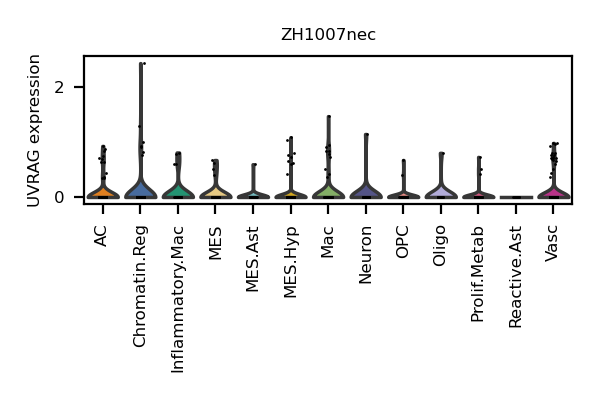 ZH1007nec
UVRAG expression
2
0
AC
Chromatin.Reg
Inflammatory.Mac
MES
MES.Ast
MES.Hyp
Mac
Neuron
OPC
Oligo
Prolif.Metab
Reactive.Ast
Vasc